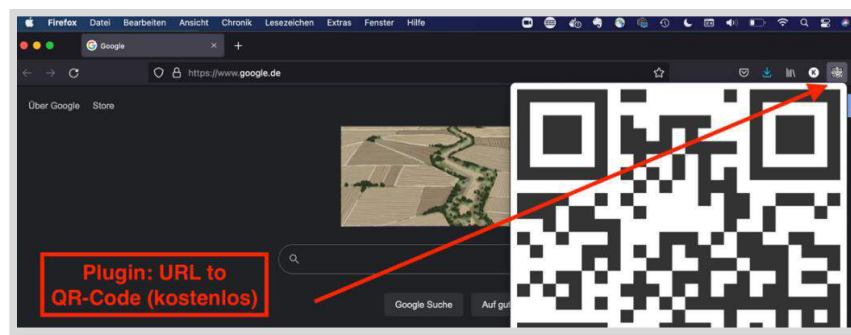 Firefox Datei Bearbeiten Ansicht Chronik Lesezeichen Extras Fenster Hilfe
Google
https://www.google.de
Über Google Store
Plugin: URL to
QR-Code (kostenlos)
Google Suche Auf gut